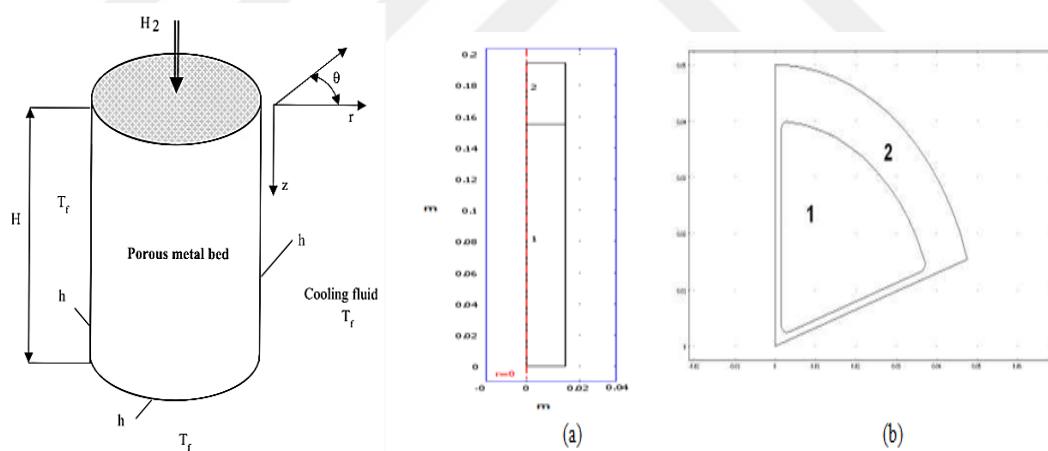 H2
θ
r
z
H
Tf
Porous metal bed
h
h
Cooling fluid
Tf
h
Tf
m
0.2
0.18
0.16
0.14
0.12
0.1
0.08
0.06
0.04
0.02
0
2
1
r=0
-0
0
0.02
0.04
m
(a)
1
2
(b)